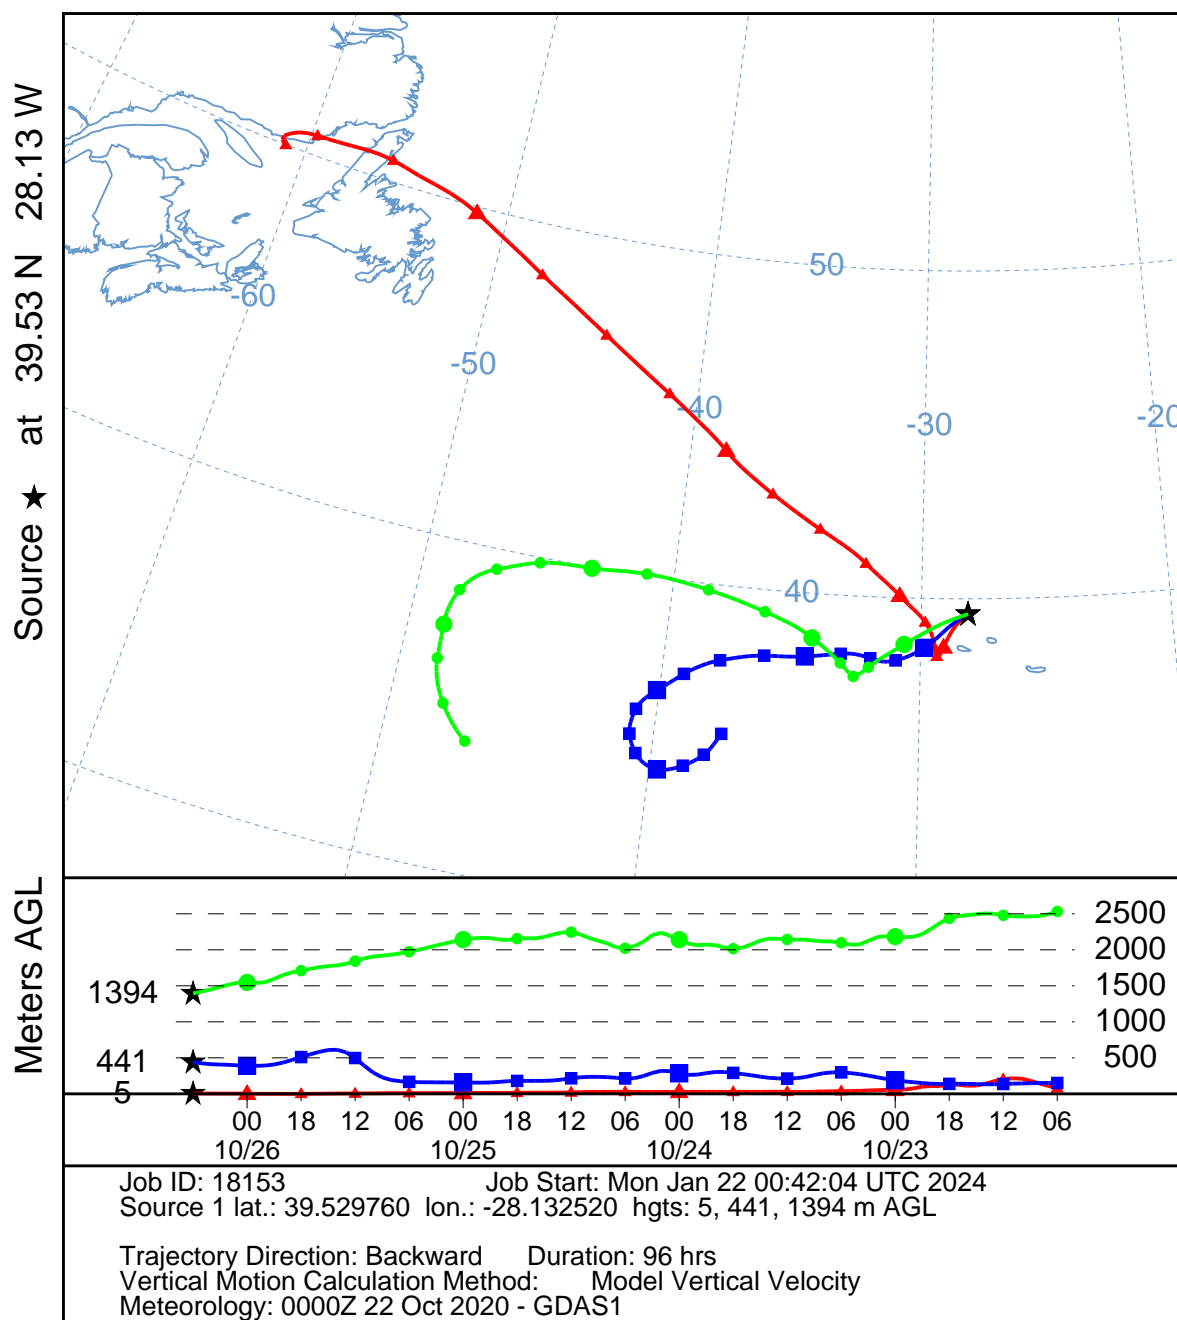 Source ★ at 39.53 N 28.13 W
-60
-50
-40
-30
-20
50
40
Meters AGL
2500
2000
1500
1000
500
1394
441
5
00 18 12 06 00 18 12 06 00 18 12 06 00 18 12 06
10/26 10/25 10/24 10/23
Job ID: 18153 Job Start: Mon Jan 22 00:42:04 UTC 2024
Source 1 lat.: 39.529760 lon.: -28.132520 hgts: 5, 441, 1394 m AGL
Trajectory Direction: Backward Duration: 96 hrs
Vertical Motion Calculation Method: Model Vertical Velocity
Meteorology: 0000Z 22 Oct 2020 - GDAS1